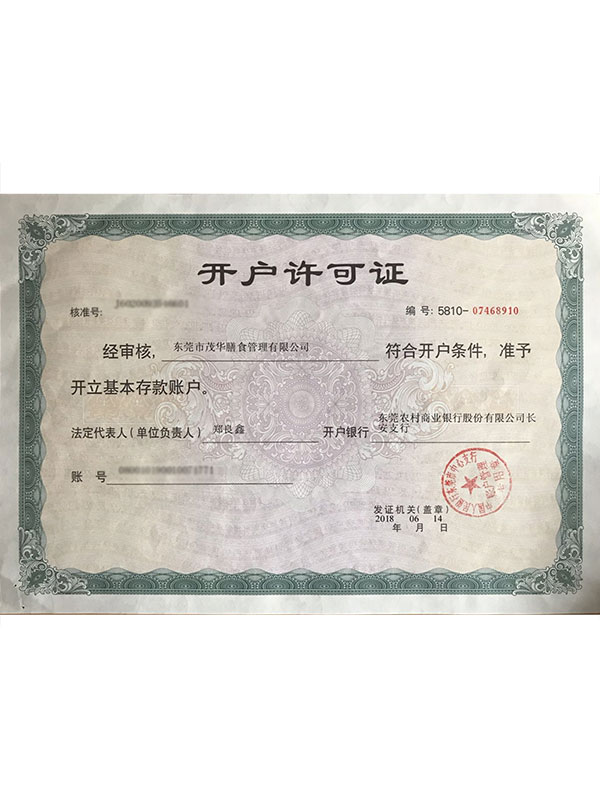 开户许可证
核准号:
编 号: 5810-07468910
经审核, 东莞市茂华膳食管理有限公司 符合开户条件, 准予
开立基本存款账户。
法定代表人(单位负责人) 郑良鑫 开户银行 东莞农村商业银行股份有限公司长
安支行
账 号
发证机关(盖章)
2018 06 14
年 月 日